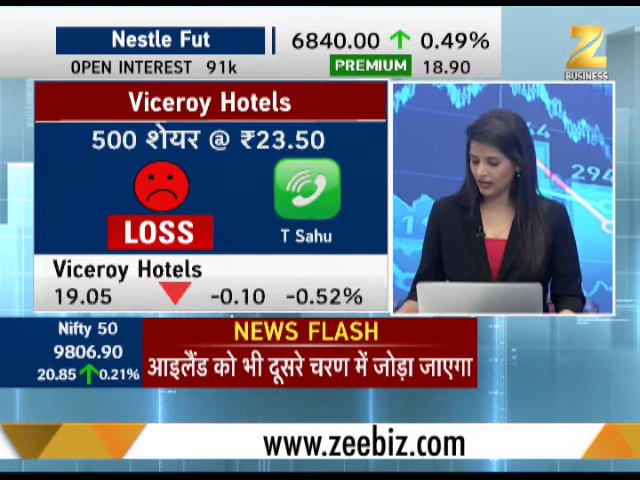 Nestle Fut
6840.00 0.49%
OPEN INTEREST 91k
PREMIUM 18.90
Z
BUSINESS
Viceroy Hotels
500 शेयर @ ₹23.50
LOSS
T Sahu
44
294
Viceroy Hotels
19.05 -0.10 -0.52%
Nifty 50
9806.90
20.85 0.21%
NEWS FLASH
आइलैंड को भी दूसरे चरण में जोड़ा जाएगा
www.zeebiz.com